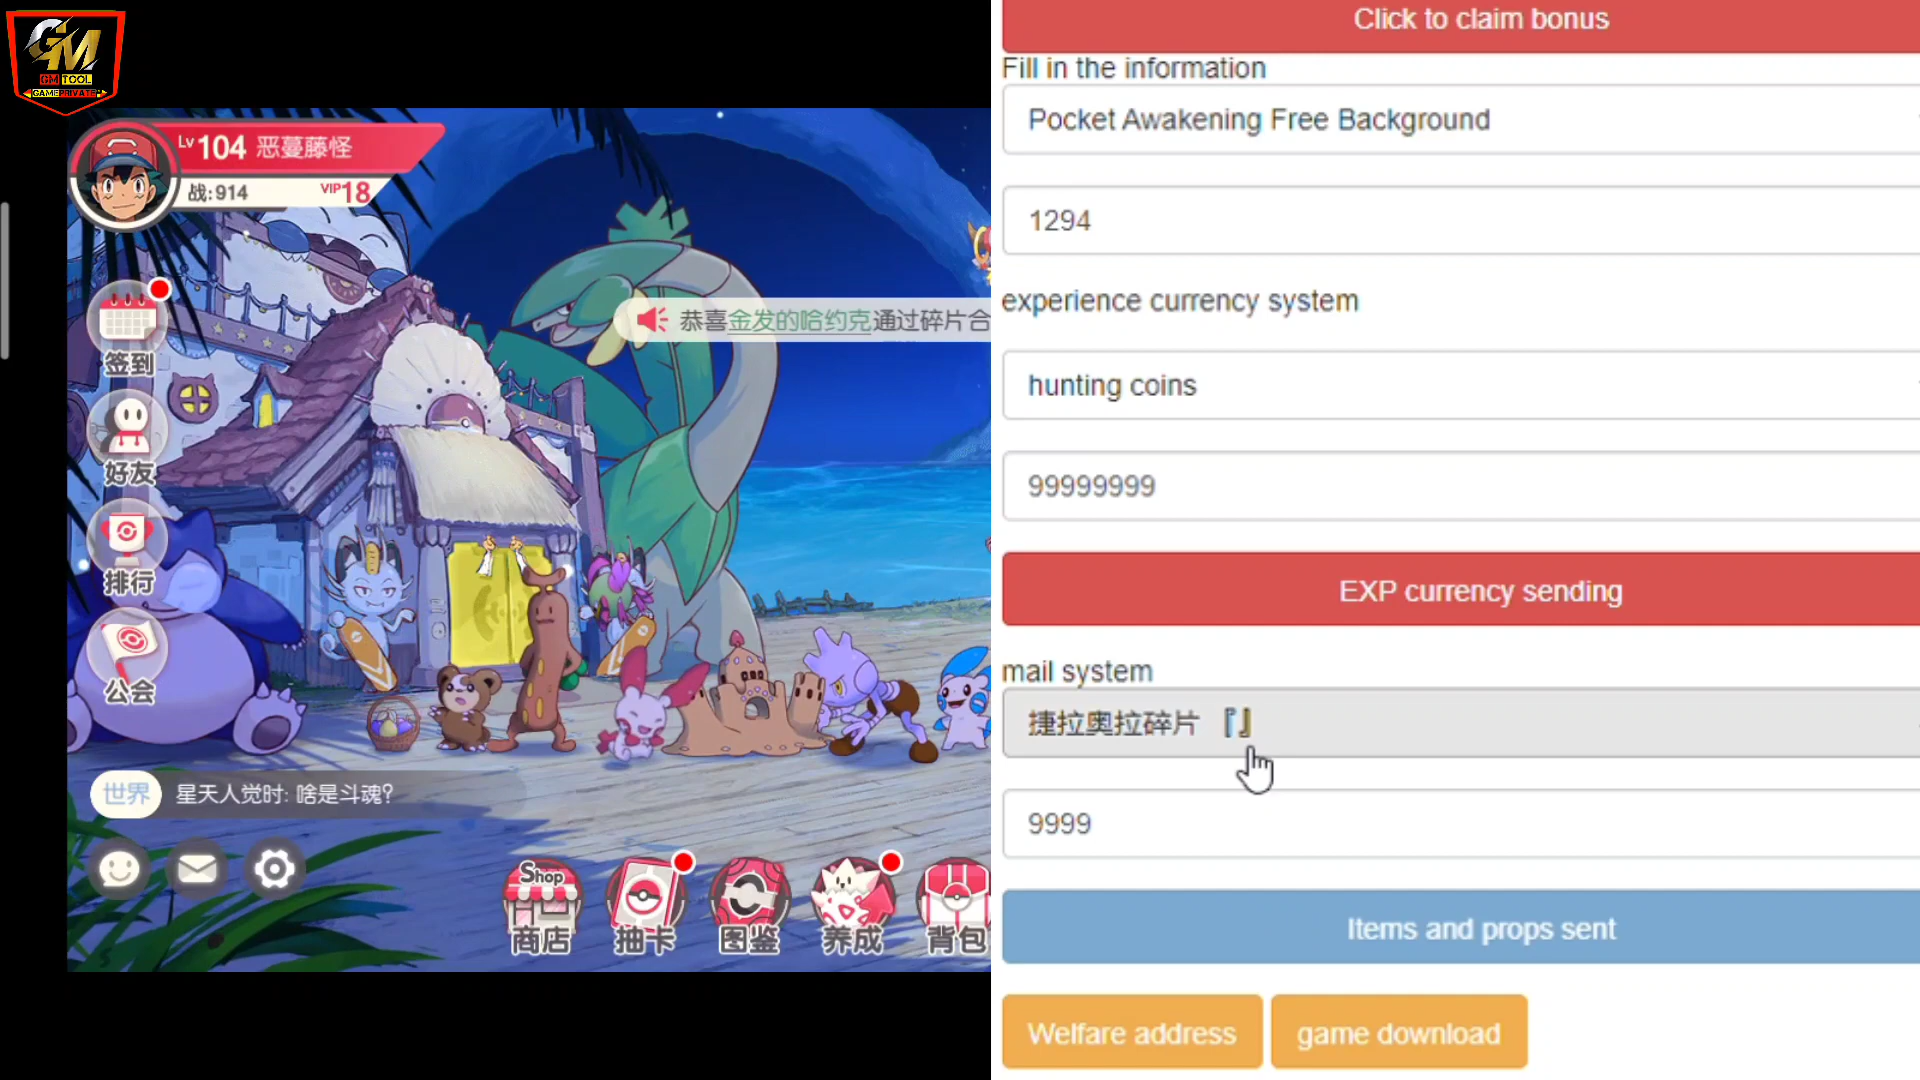 GM
GM TOOL
GAMEPRIVATE
Lv 104 恶蔓藤怪
战:914 VIP18
签到
好友
排行
公会
恭喜金发的哈约克通过碎片合
世界 星天人觉时: 啥是斗魂?
Shop
商店
抽卡
图鉴
养成
背包
Click to claim bonus
Fill in the information
Pocket Awakening Free Background
1294
experience currency system
hunting coins
99999999
EXP currency sending
mail system
捷拉奥拉碎片 『』
9999
Items and props sent
Welfare address
game download